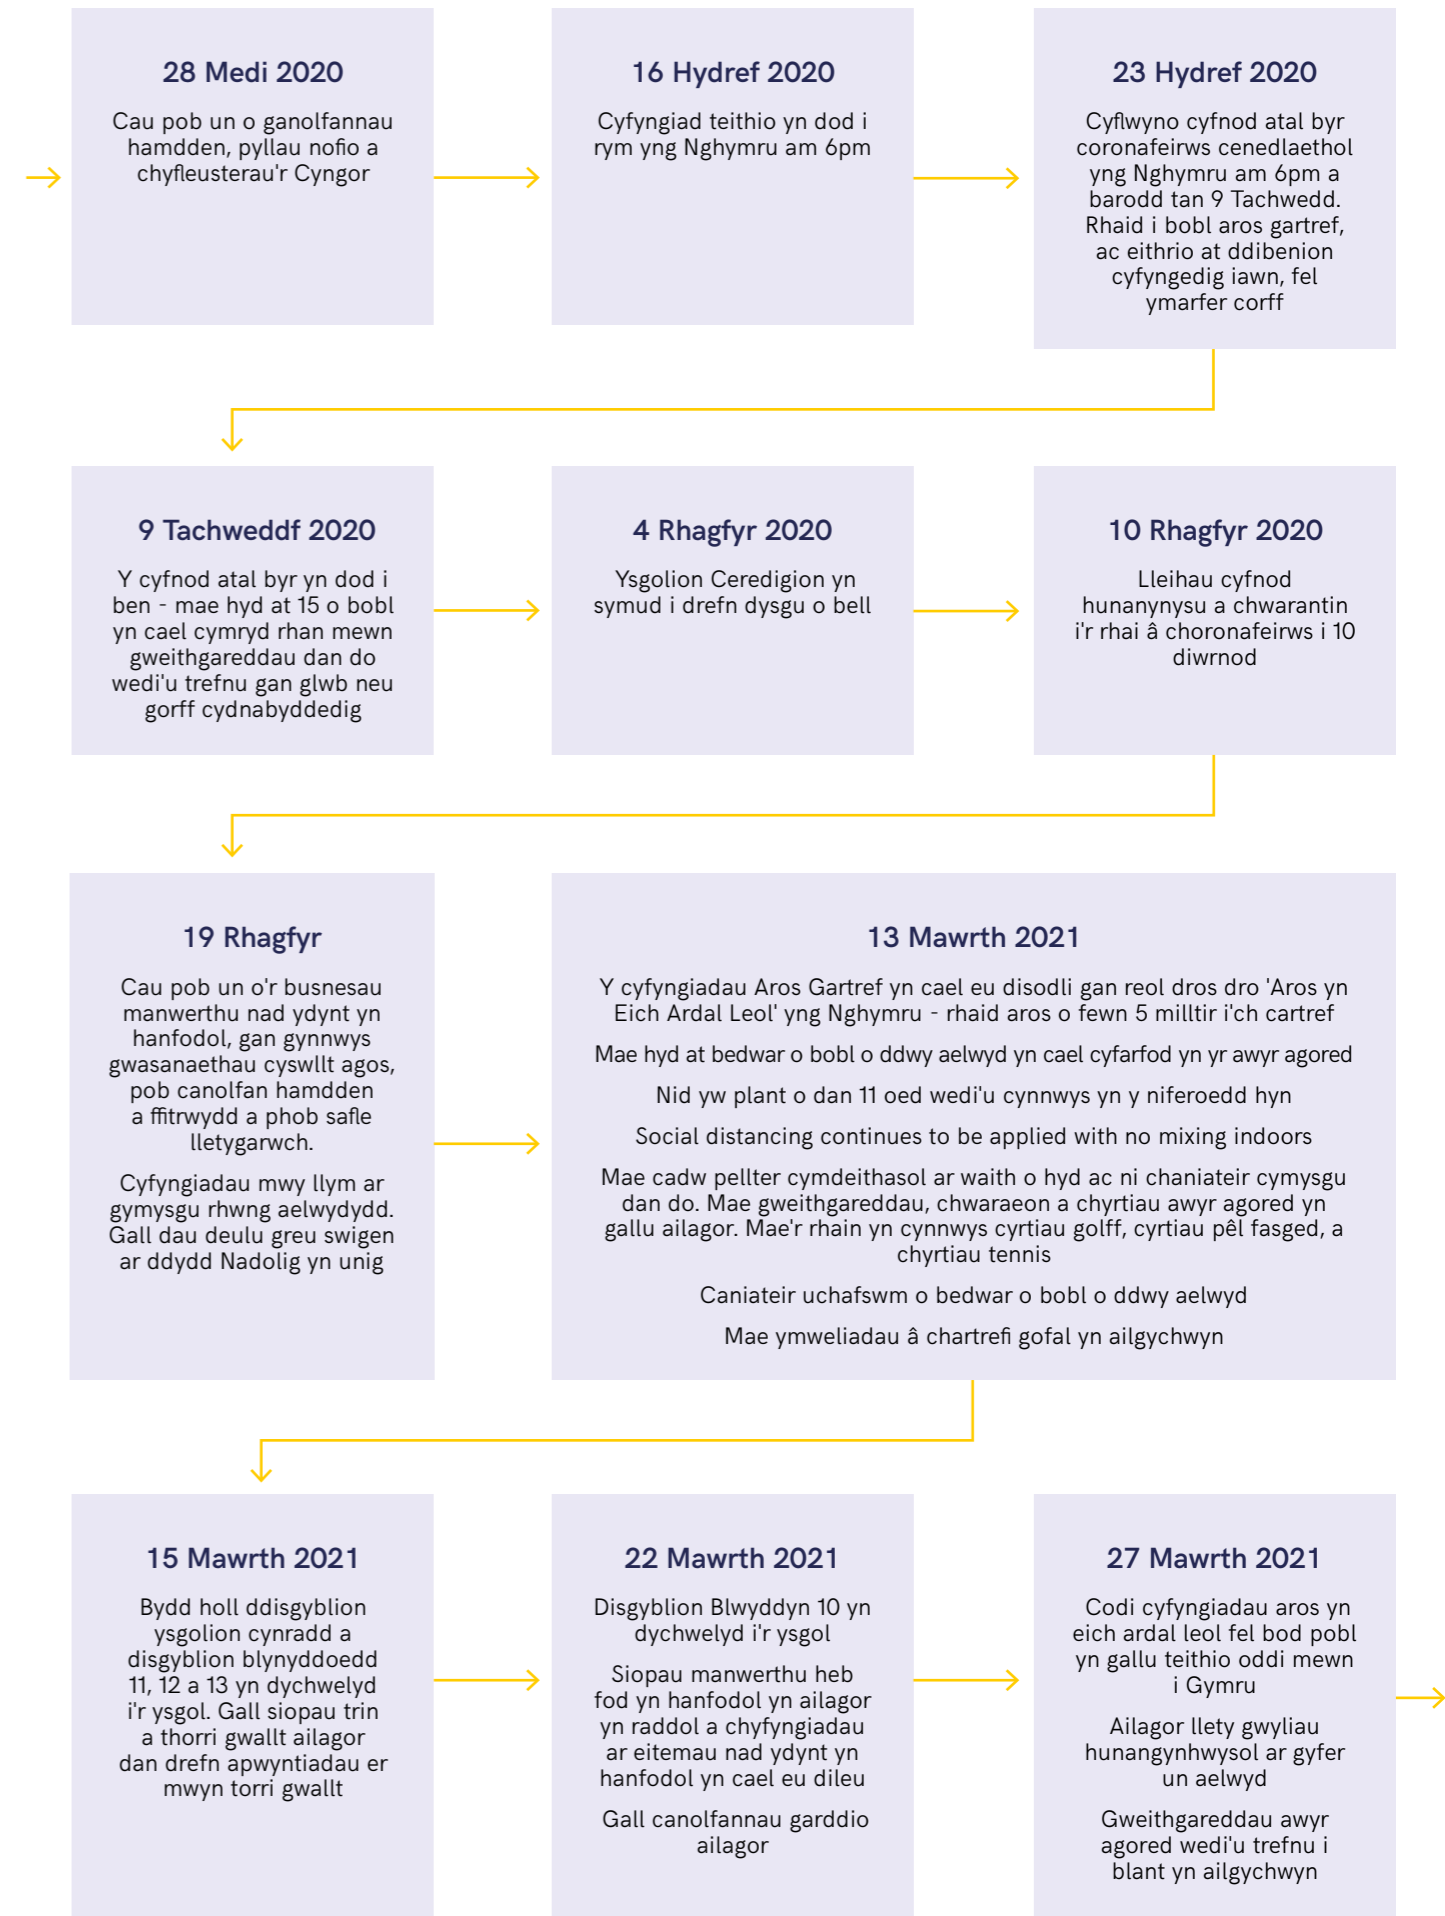 28 Medi 2020
Cau pob un o ganolfannau
hamdden, pyllau nofio a
chyfleusterau'r Cyngor
16 Hydref 2020
Cyfyngiad teithio yn dod i
rym yng Nghymru am 6pm
23 Hydref 2020
Cyflwyno cyfnod atal byr
coronafeirws cenedlaethol
yng Nghymru am 6pm a
barodd tan 9 Tachwedd.
Rhaid i bobl aros gartref,
ac eithrio at ddibenion
cyfyngedig iawn, fel
ymarfer corff
9 Tachweddf 2020
Y cyfnod atal byr yn dod i
ben - mae hyd at 15 o bobl
yn cael cymryd rhan mewn
gweithgareddau dan do
wedi'u trefnu gan glwb neu
gorff cydnabyddedig
4 Rhagfyr 2020
Ysgolion Ceredigion yn
symud i drefn dysgu o bell
10 Rhagfyr 2020
Lleihau cyfnod
hunanynysu a chwarantin
i'r rhai â choronafeirws i 10
diwrnod
19 Rhagfyr
Cau pob un o'r busnesau
manwerthu nad ydynt yn
hanfodol, gan gynnwys
gwasanaethau cyswllt agos,
pob canolfan hamdden
a ffitrwydd a phob safle
lletygarwch.
Cyfyngiadau mwy llym ar
gymysgu rhwng aelwydydd.
Gall dau deulu greu swigen
ar ddydd Nadolig yn unig
13 Mawrth 2021
Y cyfyngiadau Aros Gartref yn cael eu disodli gan reol dros dro 'Aros yn
Eich Ardal Leol' yng Nghymru - rhaid aros o fewn 5 milltir i'ch cartref
Mae hyd at bedwar o bobl o ddwy aelwyd yn cael cyfarfod yn yr awyr agored
Nid yw plant o dan 11 oed wedi'u cynnwys yn y niferoedd hyn
Social distancing continues to be applied with no mixing indoors
Mae cadw pellter cymdeithasol ar waith o hyd ac ni chaniateir cymysgu
dan do. Mae gweithgareddau, chwaraeon a chyrtiau awyr agored yn
gallu ailagor. Mae'r rhain yn cynnwys cyrtiau golff, cyrtiau pêl fasged, a
chyrtiau tennis
Caniateir uchafswm o bedwar o bobl o ddwy aelwyd
Mae ymweliadau â chartrefi gofal yn ailgychwyn
15 Mawrth 2021
Bydd holl ddisgyblion
ysgolion cynradd a
disgyblion blynyddoedd
11, 12 a 13 yn dychwelyd
i'r ysgol. Gall siopau trin
a thorri gwallt ailagor
dan drefn apwyntiadau er
mwyn torri gwallt
22 Mawrth 2021
Disgyblion Blwyddyn 10 yn
dychwelyd i'r ysgol
Siopau manwerthu heb
fod yn hanfodol yn ailagor
yn raddol a chyfyngiadau
ar eitemau nad ydynt yn
hanfodol yn cael eu dileu
Gall canolfannau garddio
ailagor
27 Mawrth 2021
Codi cyfyngiadau aros yn
eich ardal leol fel bod pobl
yn gallu teithio oddi mewn
i Gymru
Ailagor llety gwyliau
hunangynhwysol ar gyfer
un aelwyd
Gweithgareddau awyr
agored wedi'u trefnu i
blant yn ailgychwyn